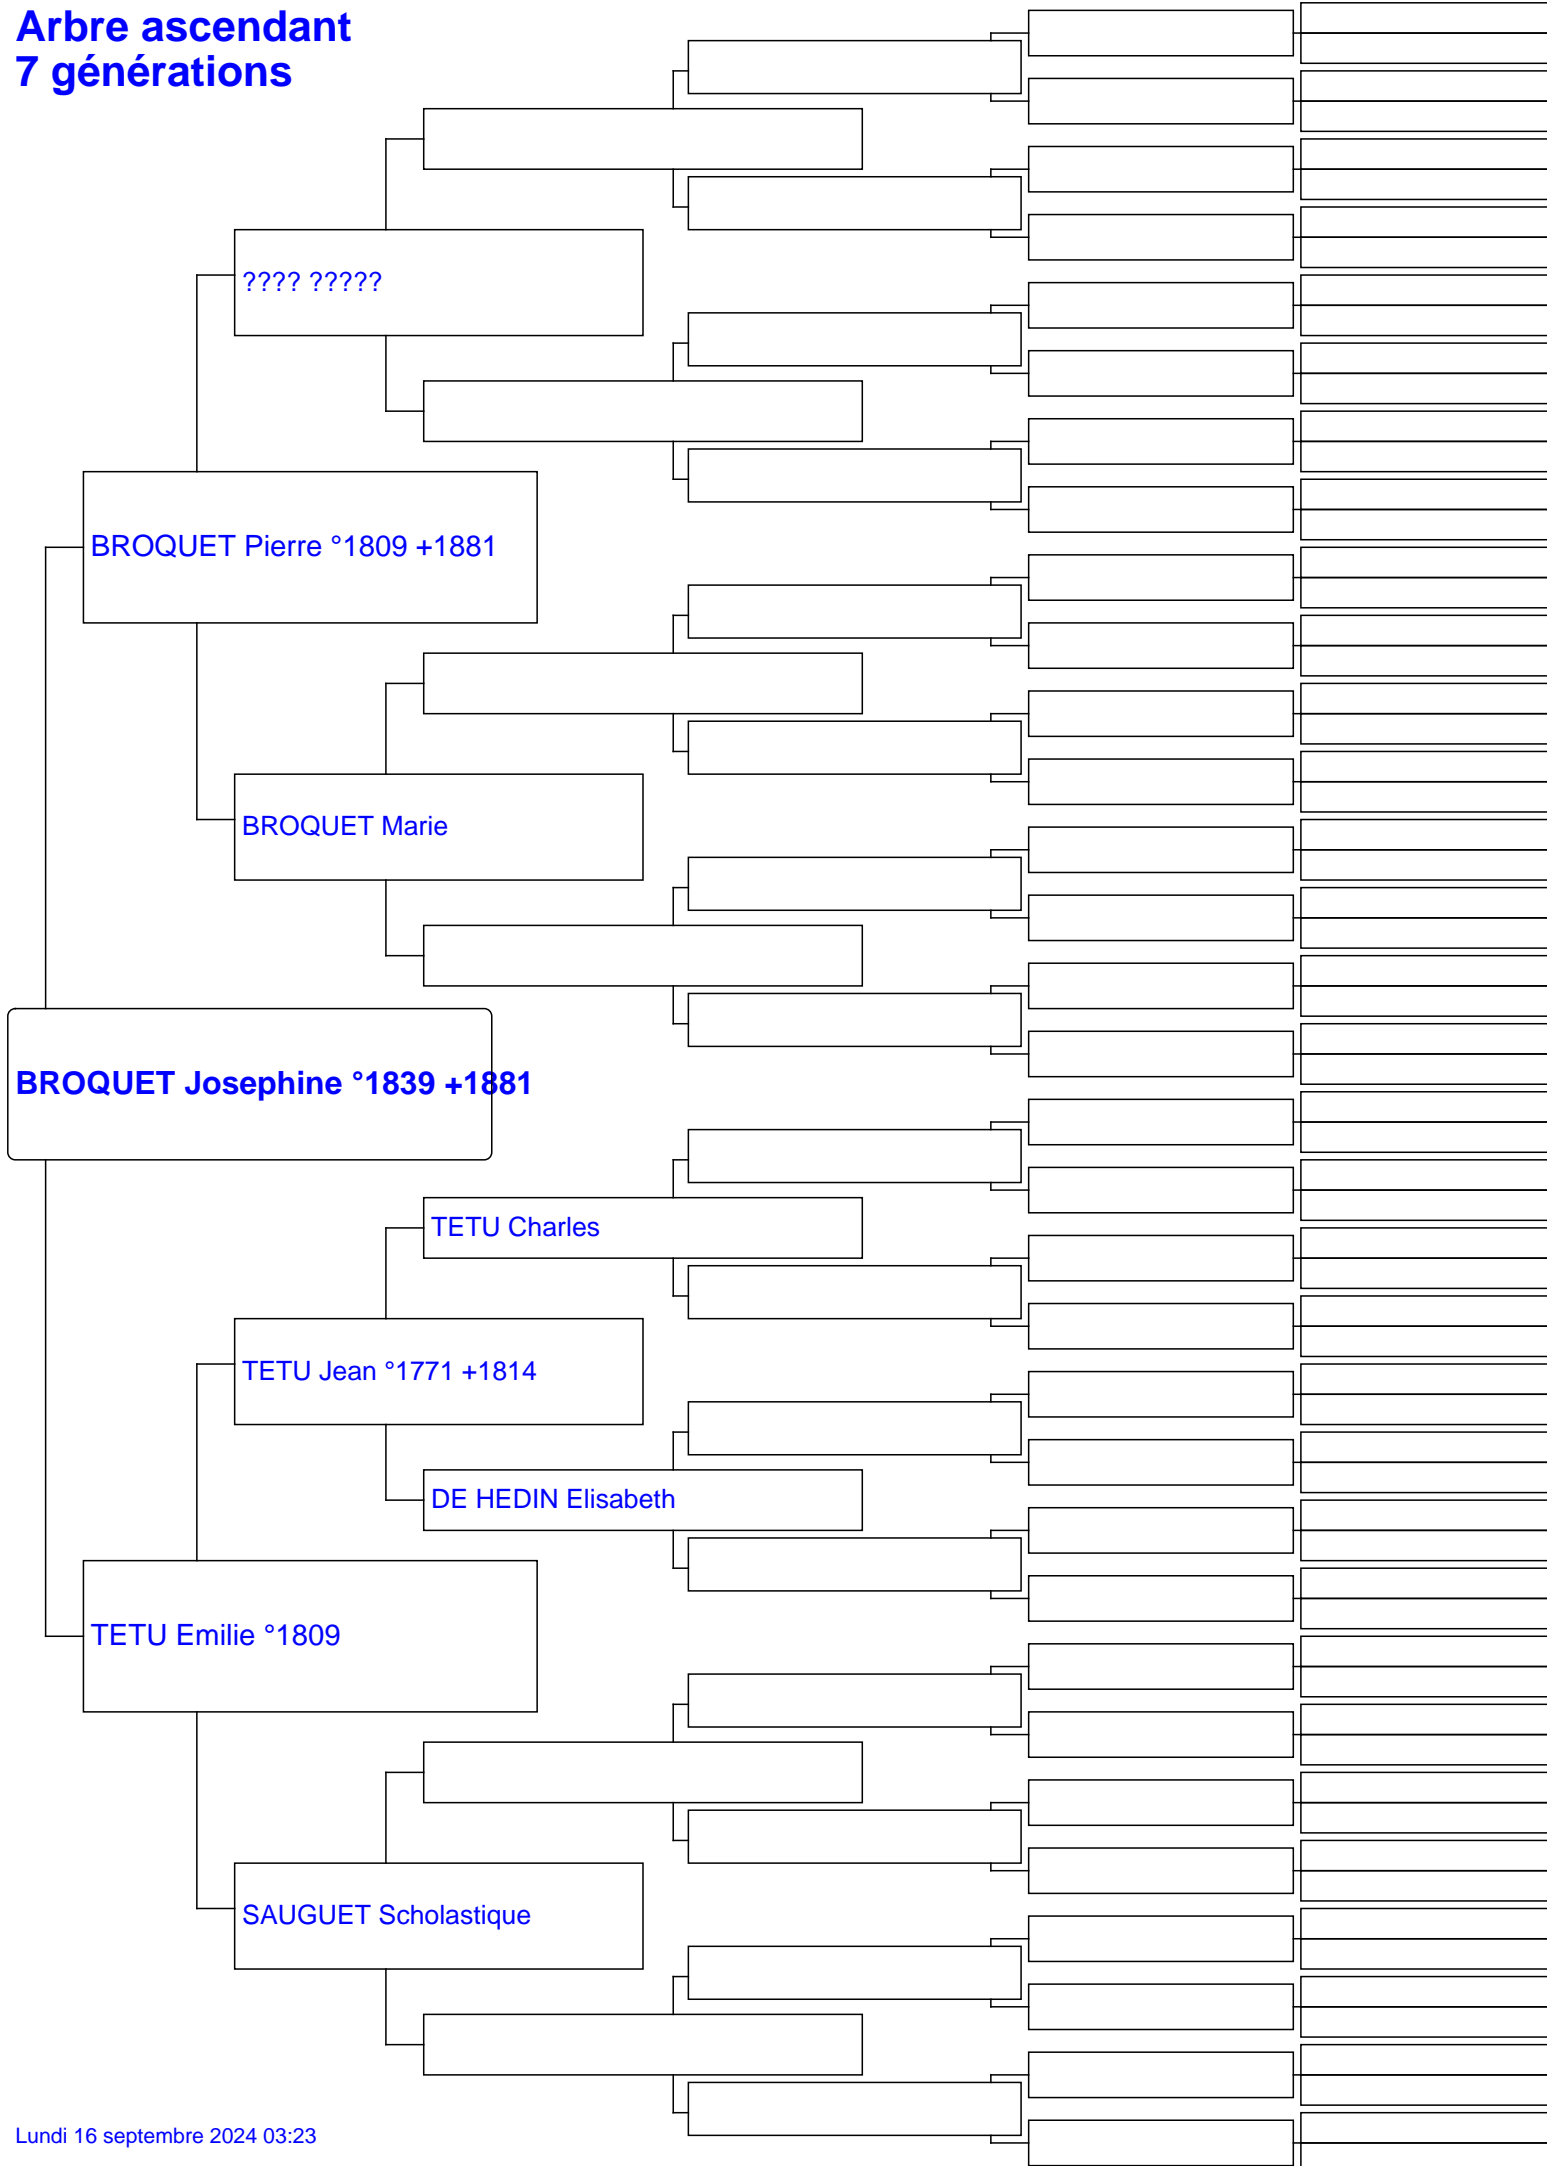 Arbre ascendant
7 générations
???? ?????
BROQUET Pierre °1809 +1881
BROQUET Marie
BROQUET Josephine °1839 +1881
TETU Charles
TETU Jean °1771 +1814
DE HEDIN Elisabeth
TETU Emilie °1809
SAUGUET Scholastique
Lundi 16 septembre 2024 03:23